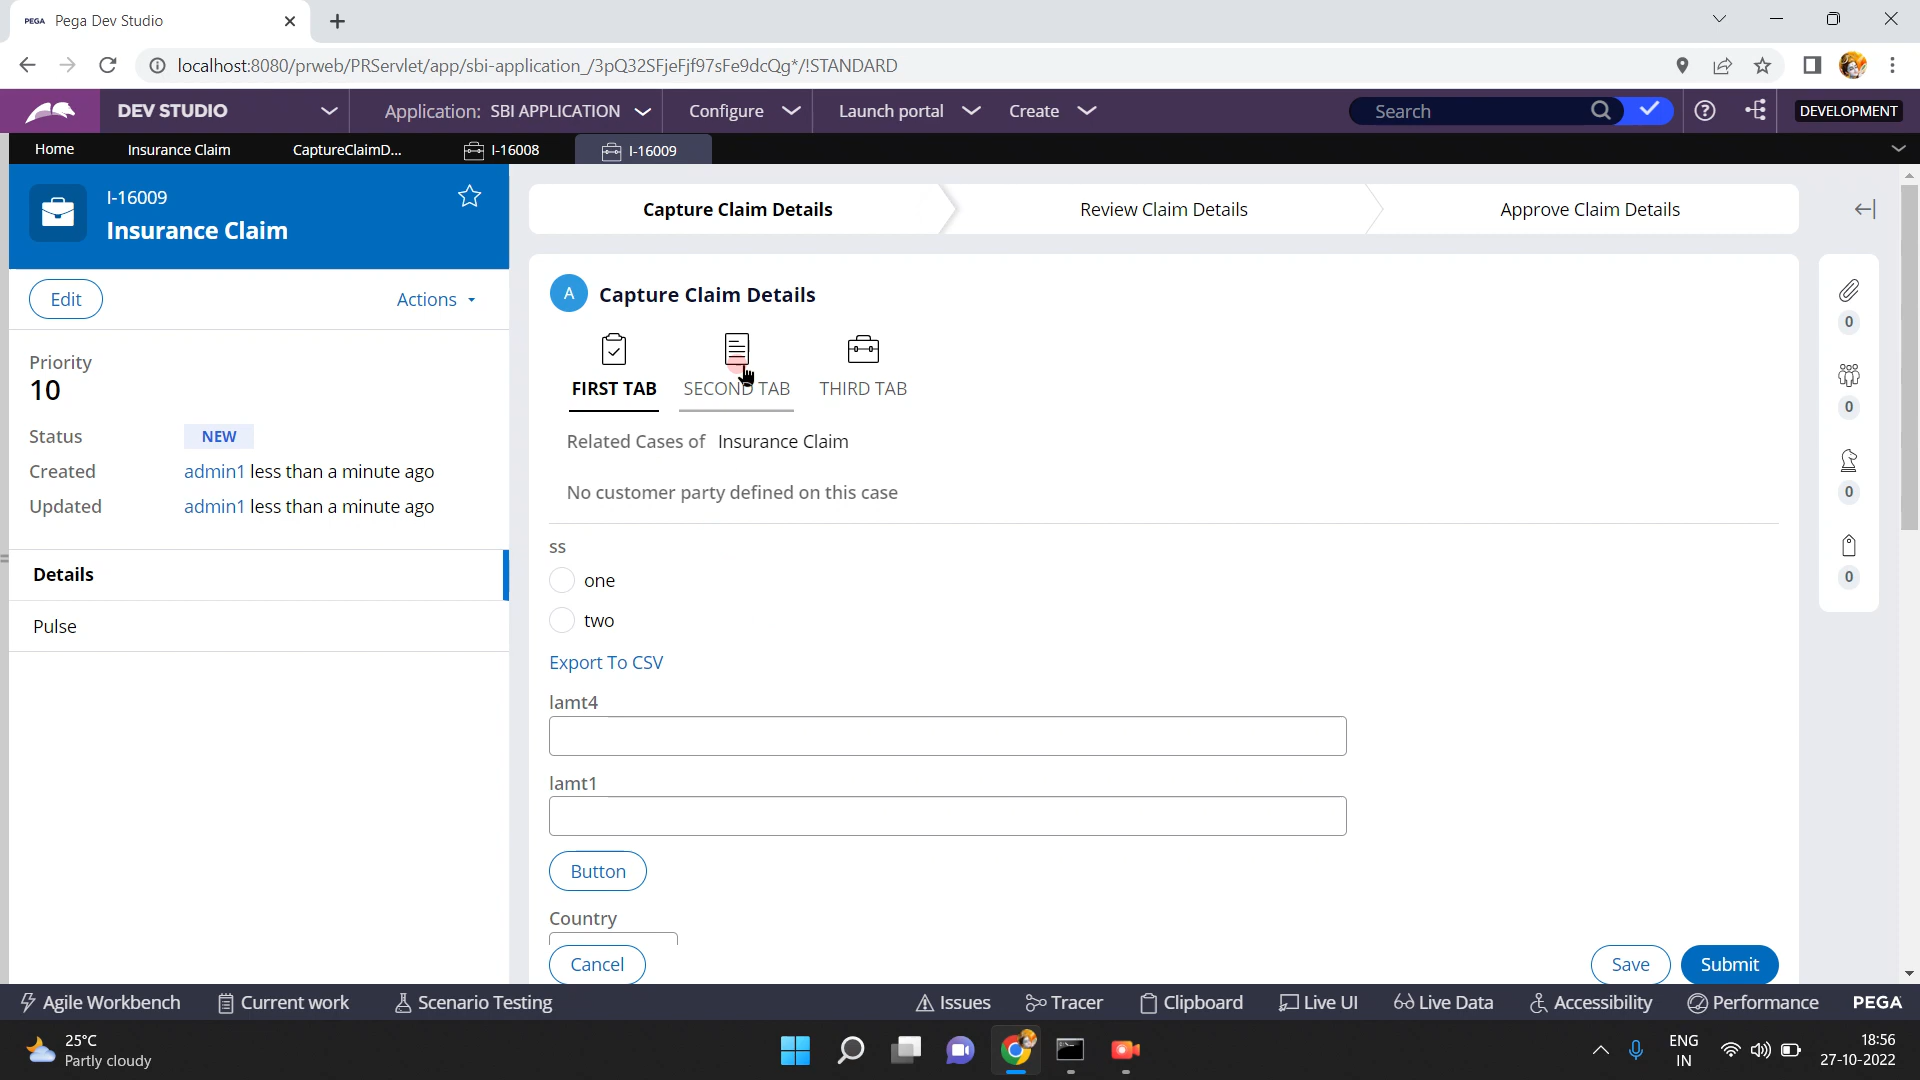 PEGA Pega Dev Studio
localhost:8080/prweb/PRServlet/app/sbi-application_/3pQ32SFjeFjf97sFe9dcQg*/!STANDARD
DEV STUDIO
Application: SBI APPLICATION
Configure
Launch portal
Create
Search
DEVELOPMENT
Home
Insurance Claim
CaptureClaimD...
I-16008
I-16009
I-16009
Insurance Claim
Edit
Actions
Priority
10
Status NEW
Created admin1 less than a minute ago
Updated admin1 less than a minute ago
Details
Pulse
Capture Claim Details
Review Claim Details
Approve Claim Details
A Capture Claim Details
FIRST TAB
SECOND TAB
THIRD TAB
Related Cases of Insurance Claim
No customer party defined on this case
ss
one
two
Export To CSV
lamt4
lamt1
Button
Country
Cancel
Save
Submit
0
0
0
0
Agile Workbench
Current work
Scenario Testing
Issues
Tracer
Clipboard
Live UI
Live Data
Accessibility
Performance
PEGA
25°C
Partly cloudy
ENG
IN
18:56
27-10-2022